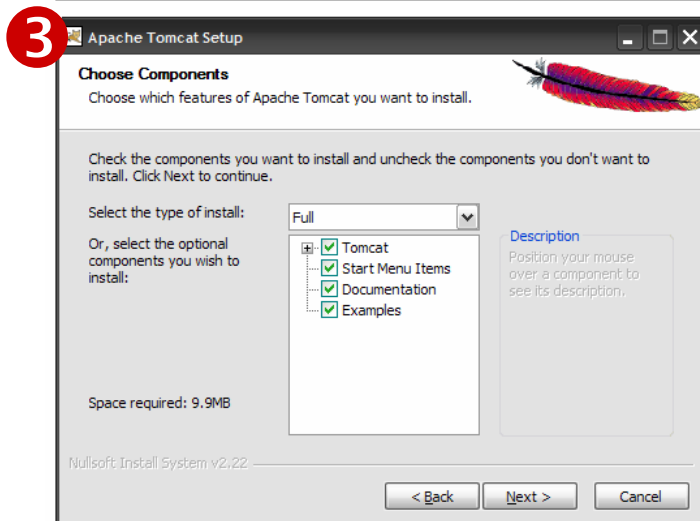 3
Apache Tomcat Setup
Choose Components
Choose which features of Apache Tomcat you want to install.
Check the components you want to install and uncheck the components you don't want to
install. Click Next to continue.
Select the type of install:
Full
Or, select the optional
components you wish to
install:
Tomcat
Start Menu Items
Documentation
Examples
Description
Position your mouse
over a component to
see its description.
Space required: 9.9MB
Nullsoft Install System v2.22
< Back
Next >
Cancel